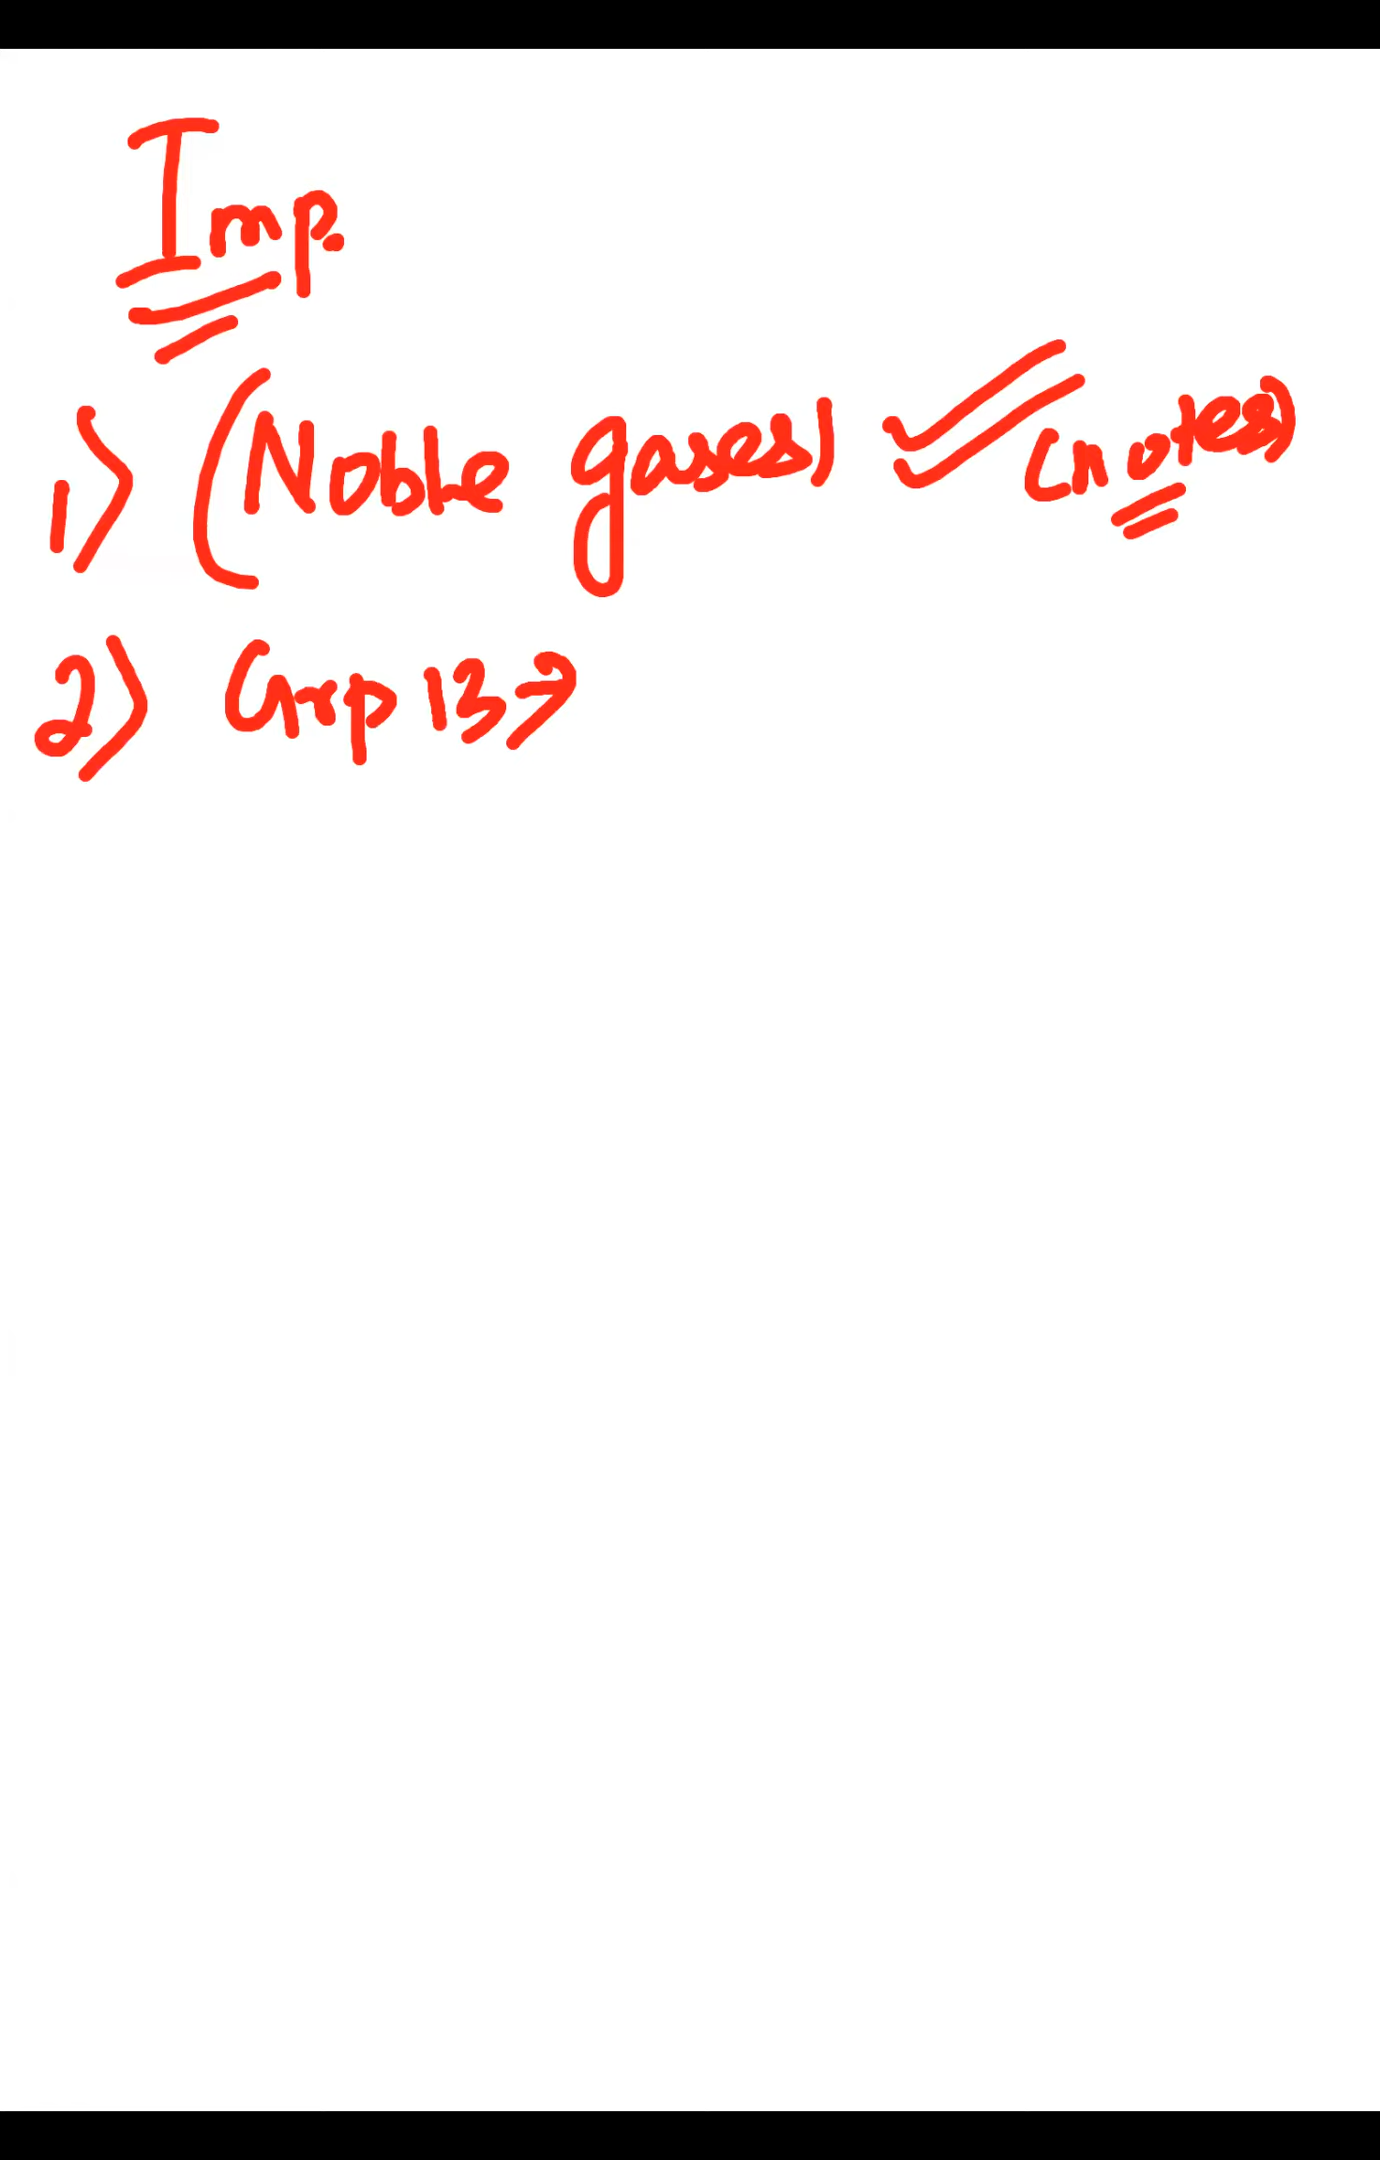 Imp.
1) (Noble gases) (notes)
2) Grp 13 →